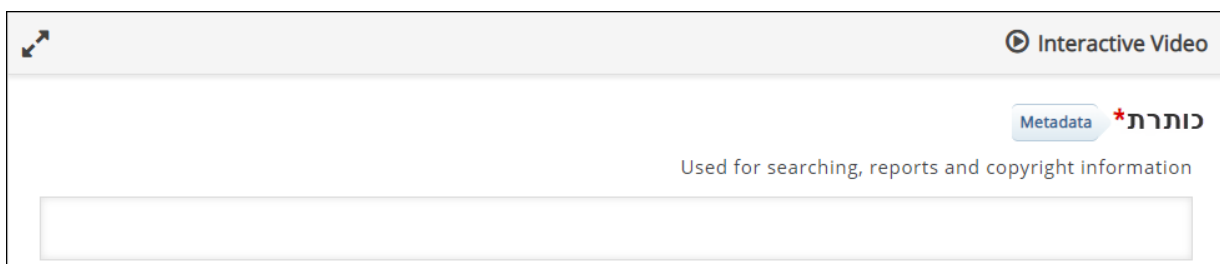 Interactive Video
כותרת* Metadata
Used for searching, reports and copyright information